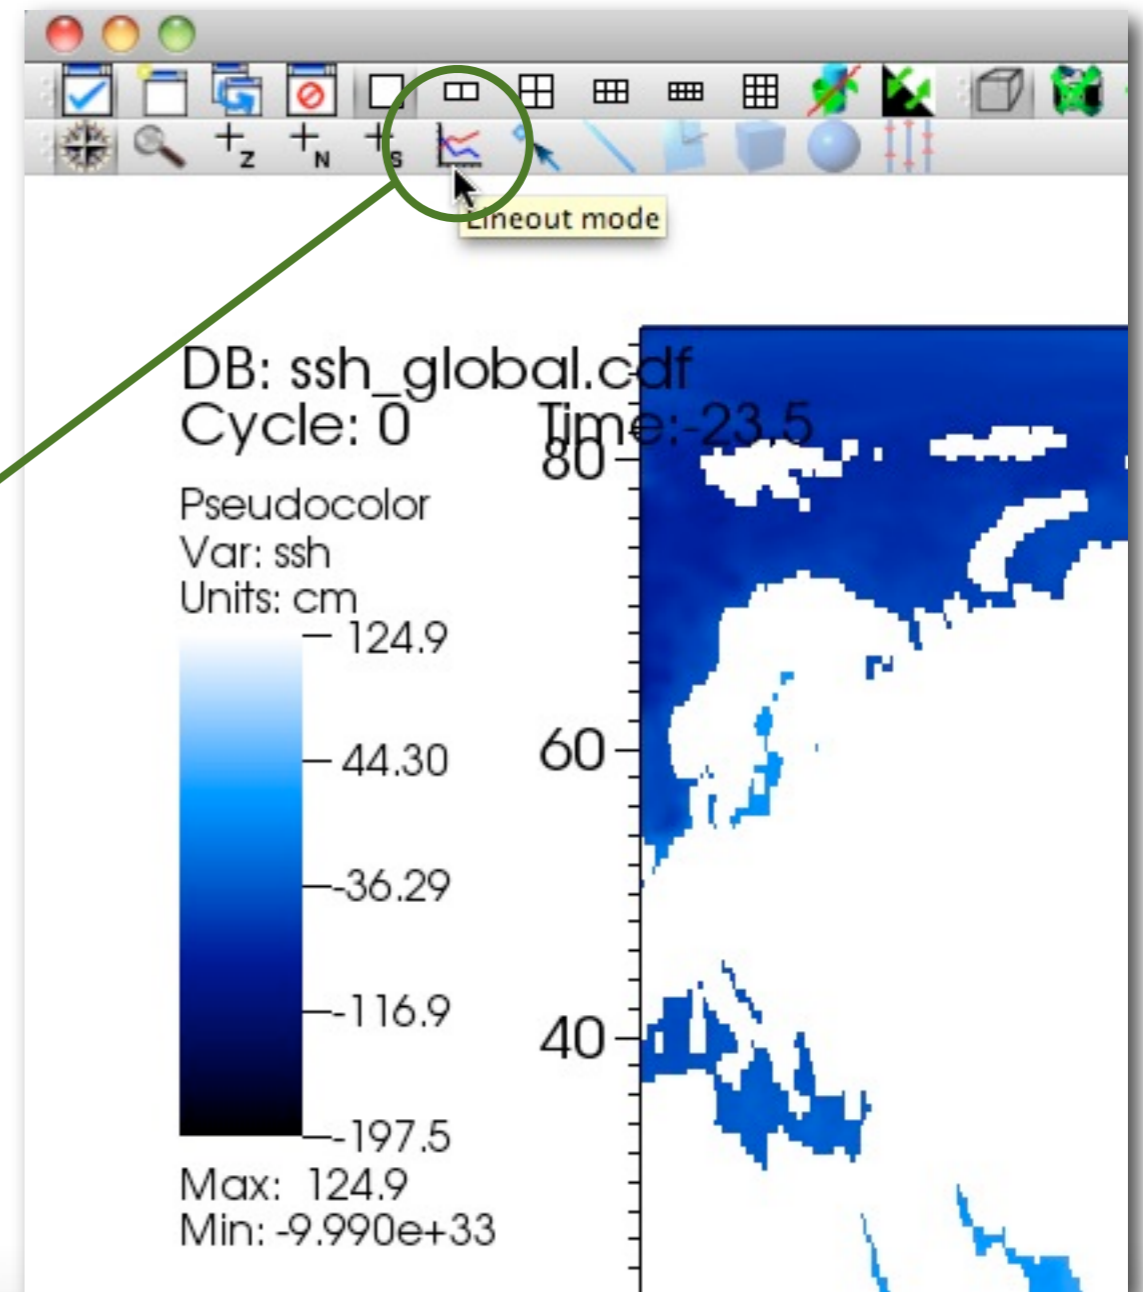 Z
N
S
Lineout mode
DB: ssh_global.cdf
Cycle: 0 Time:-23.5
Pseudocolor
Var: ssh
Units: cm
124.9
44.30
-36.29
-116.9
-197.5
Max: 124.9
Min: -9.990e+33
80
60
40